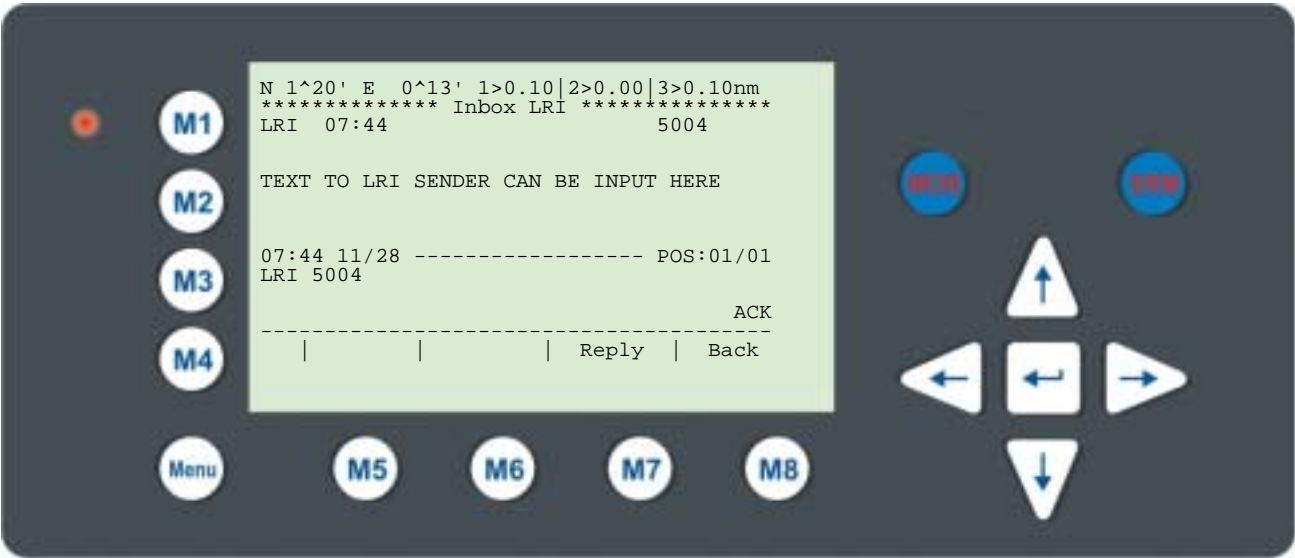 N 1^20' E  0^13' 1>0.10|2>0.00|3>0.10nm
************** Inbox LRI ***************
LRI  07:44                     5004
TEXT TO LRI SENDER CAN BE INPUT HERE
07:44 11/28 ------------------ POS:01/01
LRI 5004
ACK
----------------------------------------
|        |         |  Reply  |  Back
M1
M2
M3
M4
Menu
M5
M6
M7
M8